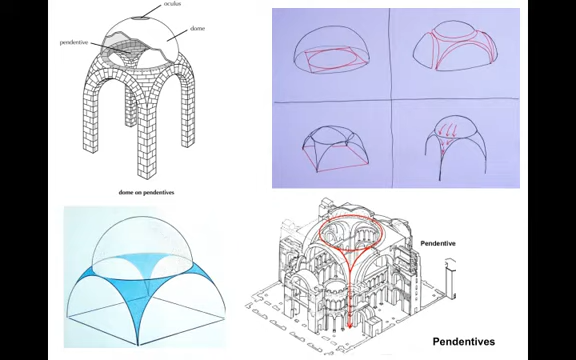 oculus
dome
pendentive
dome on pendentives
Pendentive
Pendentives